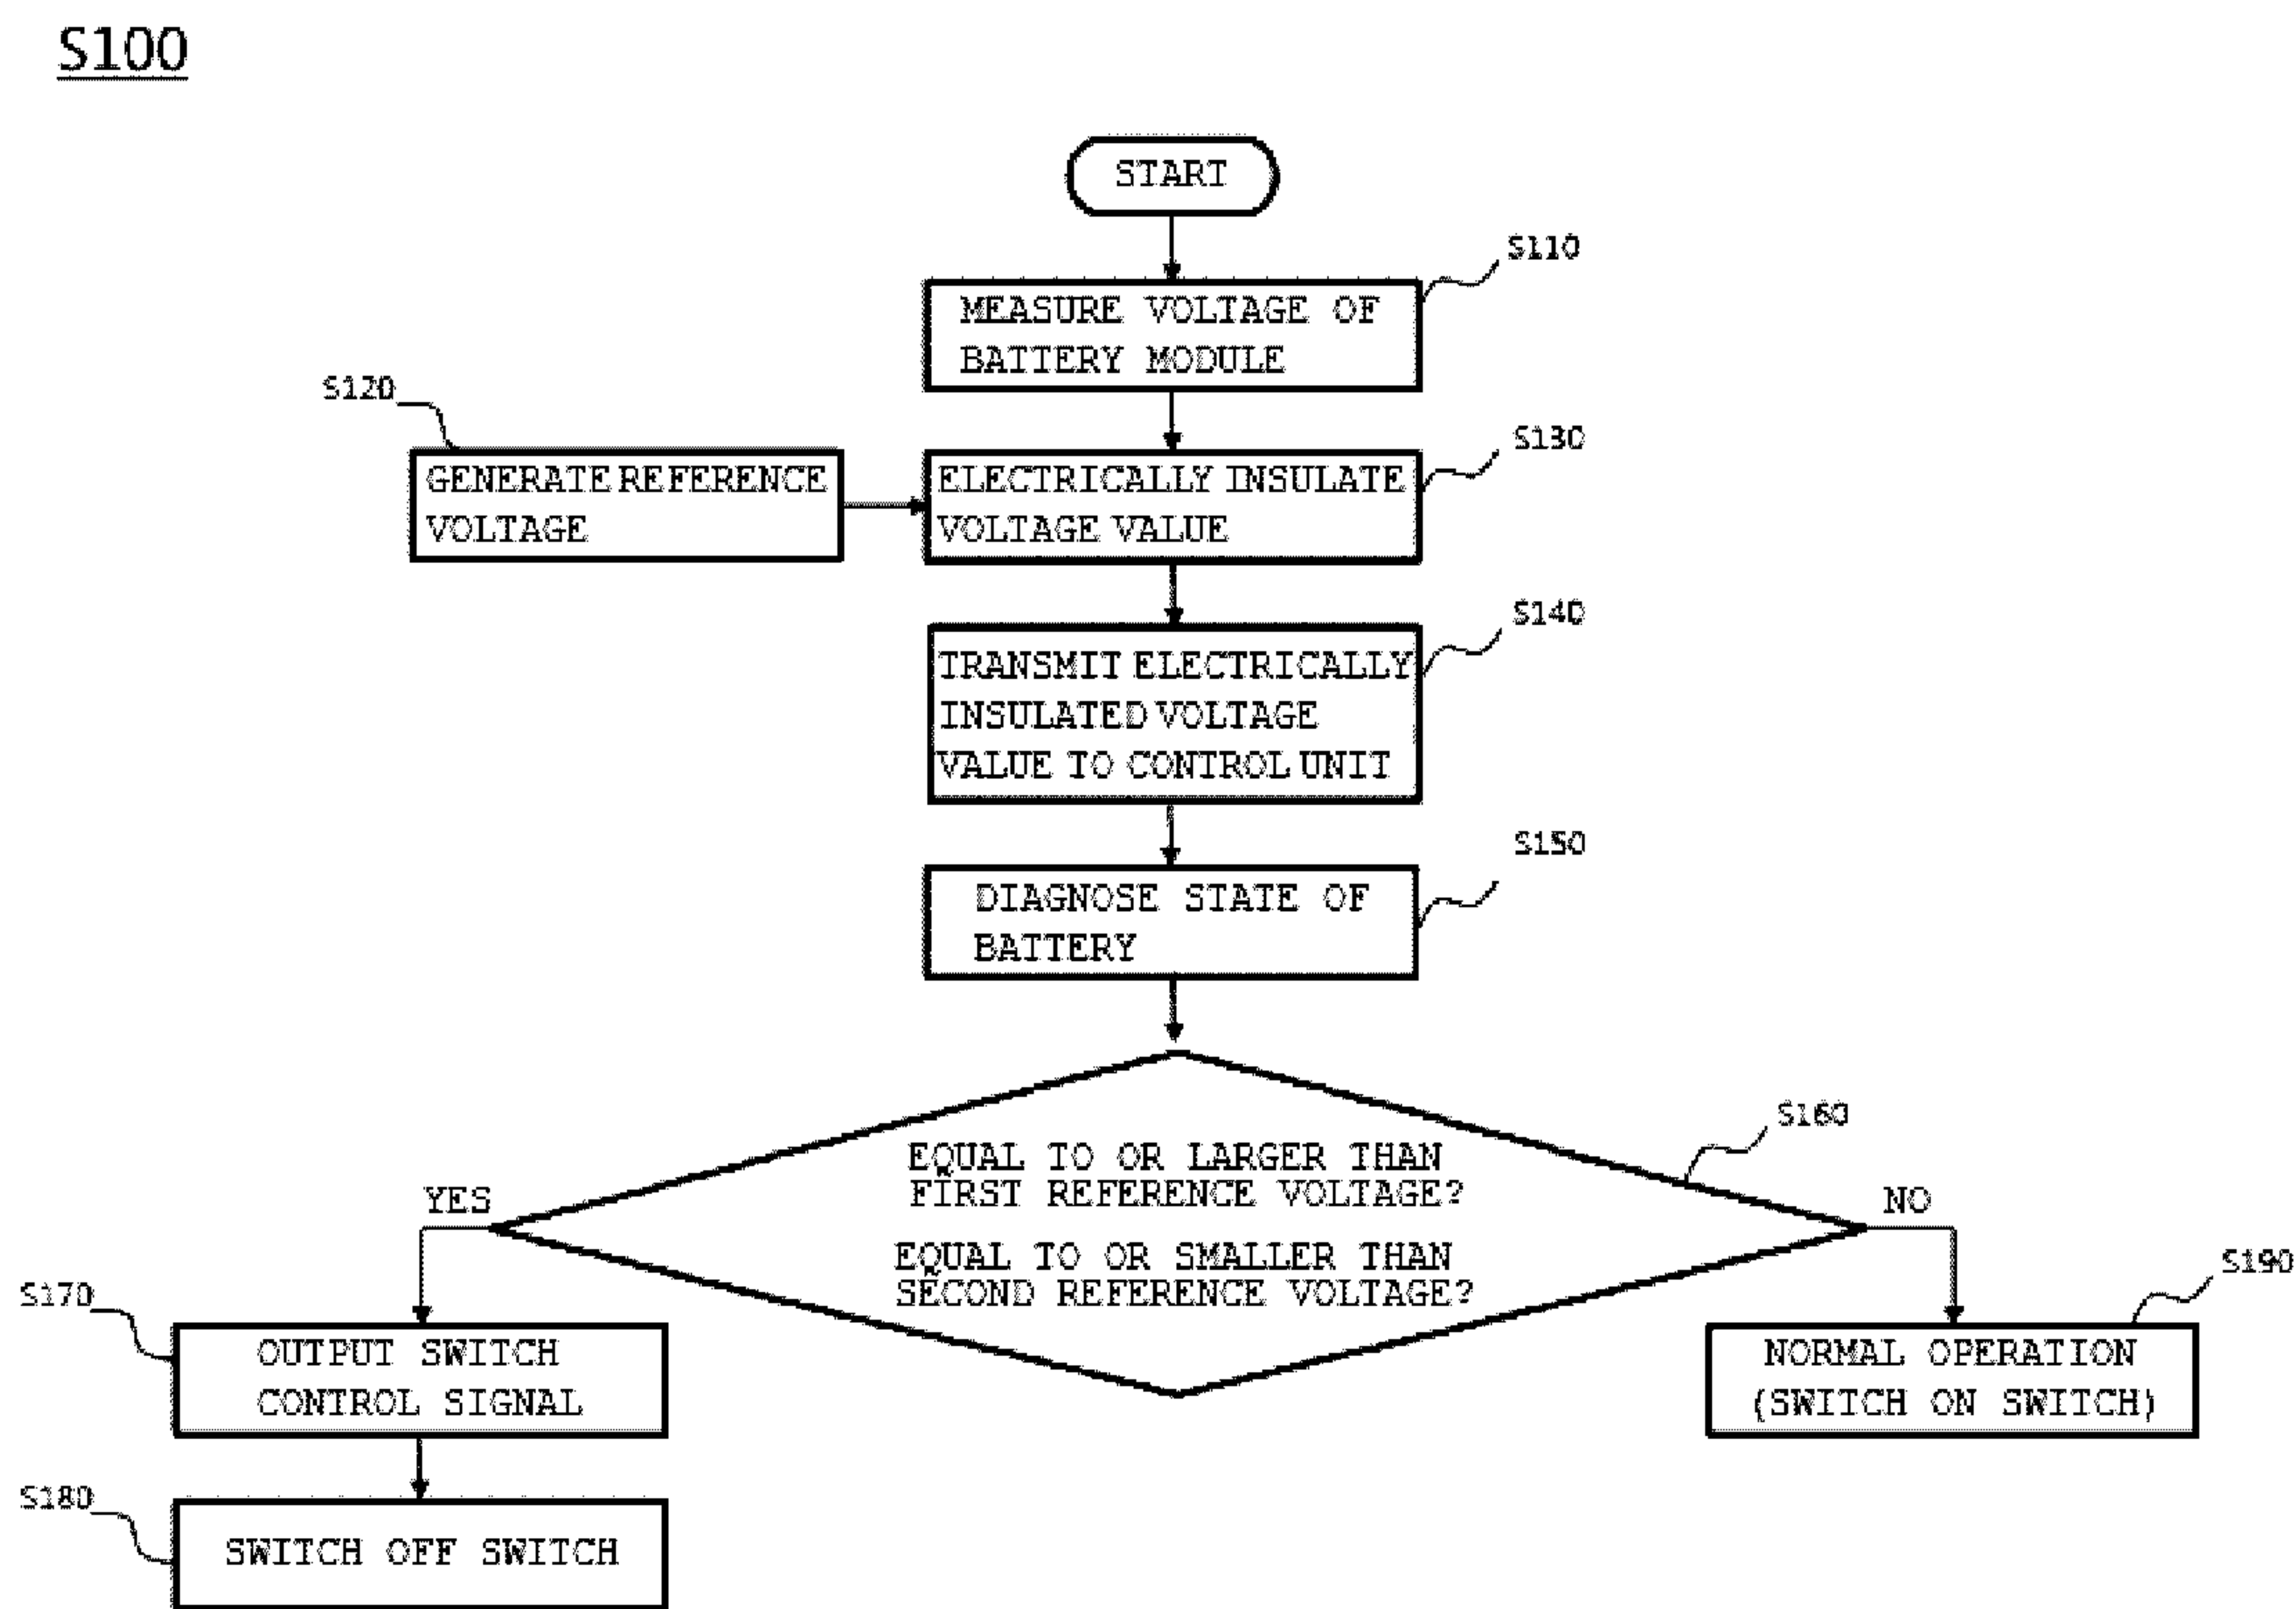 S100
START
S110
MEASURE VOLTAGE OF
BATTERY MODULE
S120
GENERATE REFERENCE
VOLTAGE
S130
ELECTRICALLY INSULATE
VOLTAGE VALUE
S140
TRANSMIT ELECTRICALLY
INSULATED VOLTAGE
VALUE TO CONTROL UNIT
S150
DIAGNOSE STATE OF
BATTERY
S160
EQUAL TO OR LARGER THAN
FIRST REFERENCE VOLTAGE?
EQUAL TO OR SMALLER THAN
SECOND REFERENCE VOLTAGE?
YES
NO
S170
OUTPUT SWITCH
CONTROL SIGNAL
S190
NORMAL OPERATION
(SWITCH ON SWITCH)
S180
SWITCH OFF SWITCH